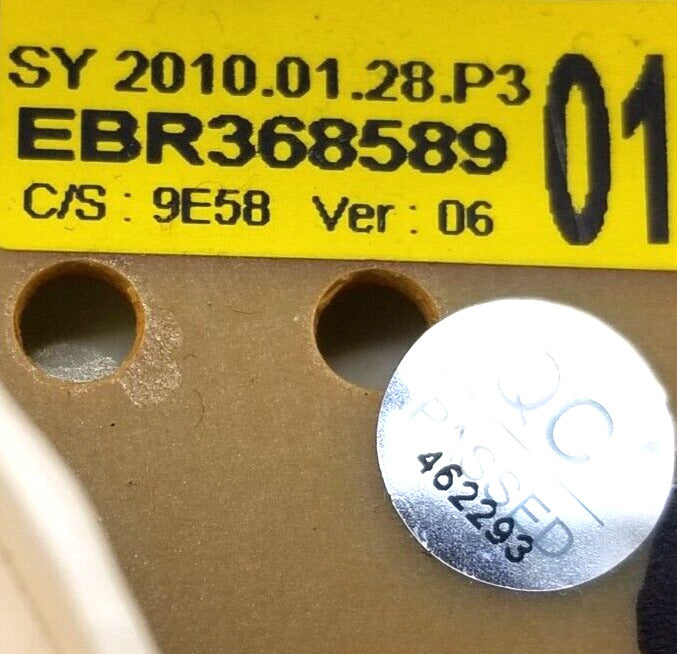 SY 2010.01.28.P3
EBR368589
01
C/S : 9E58 Ver : 06
QC
PASSED
462293